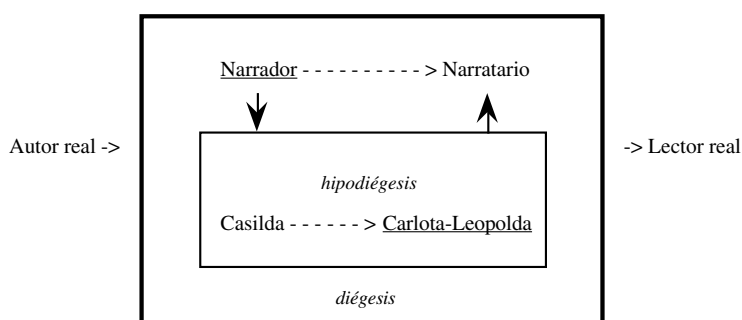 Narrador - - - - - - - - - - > Narratario
Autor real -> -> Lector real
hipodiégesis
Casilda - - - - - - > Carlota-Leopolda
diégesis